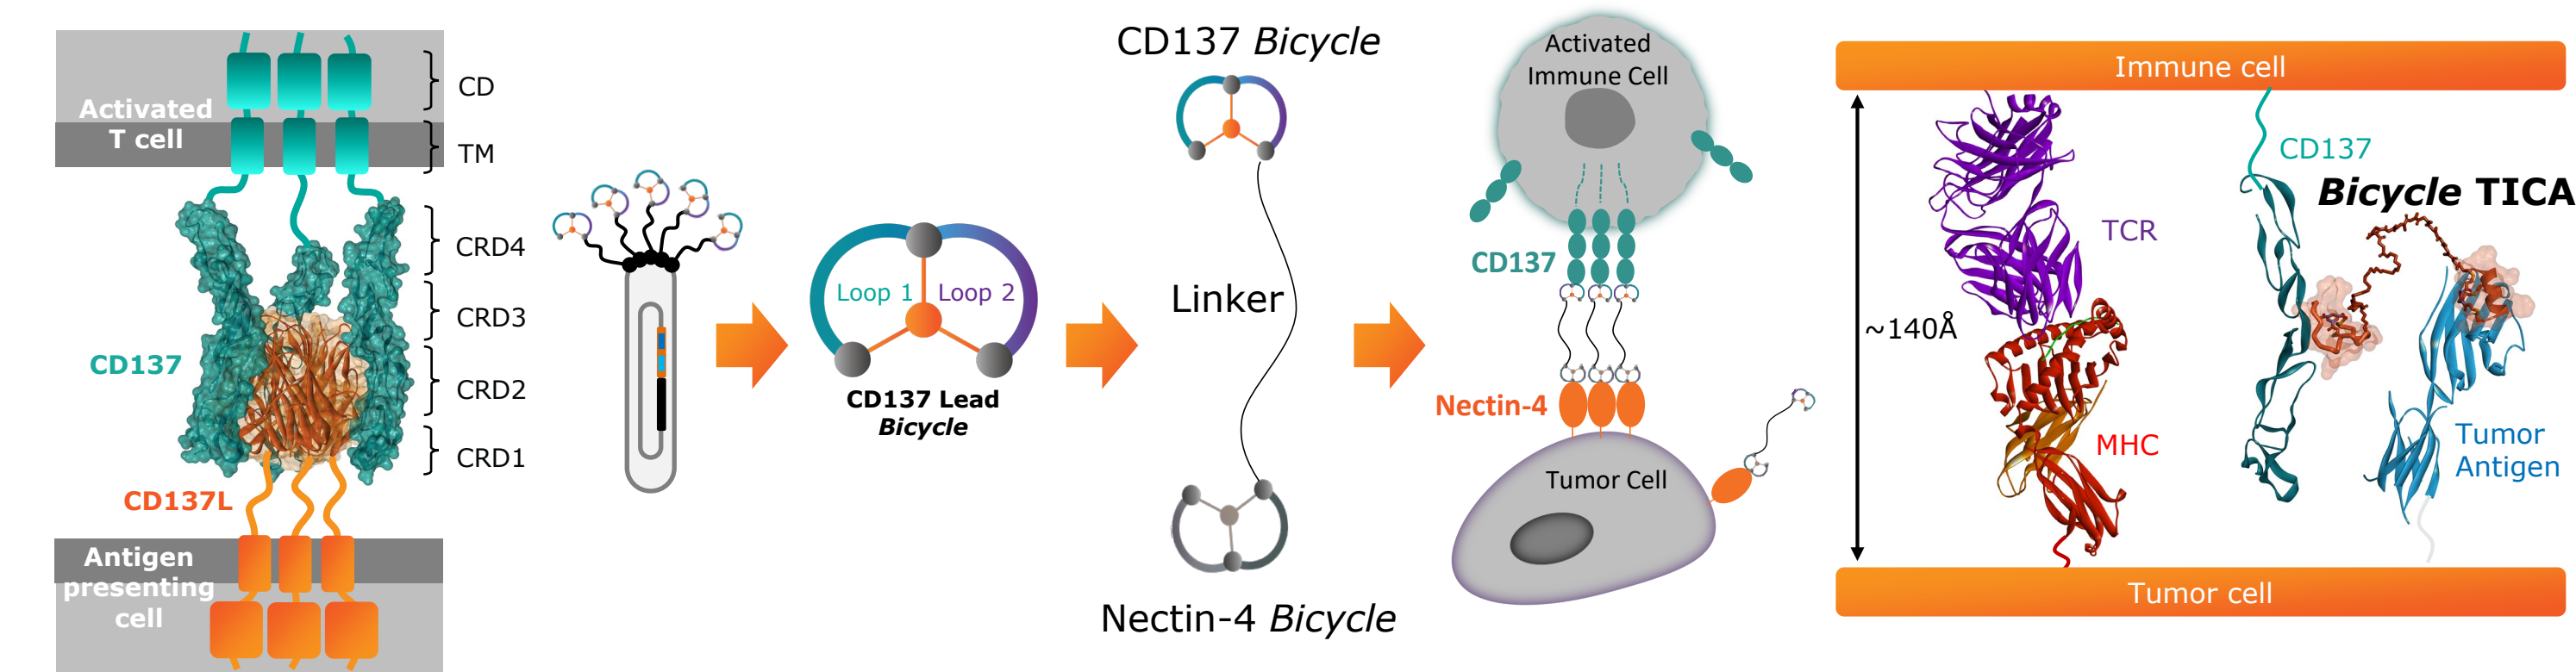 Activated
T cell
CD
TM
CRD4
CRD3
CRD2
CRD1
CD137
CD137L
Antigen
presenting
cell
Loop 1
Loop 2
CD137 Lead
Bicycle
CD137 Bicycle
Linker
Nectin-4 Bicycle
Activated
Immune Cell
CD137
Nectin-4
Tumor Cell
Immune cell
~140Å
TCR
MHC
CD137
Bicycle TICA
Tumor
Antigen
Tumor cell